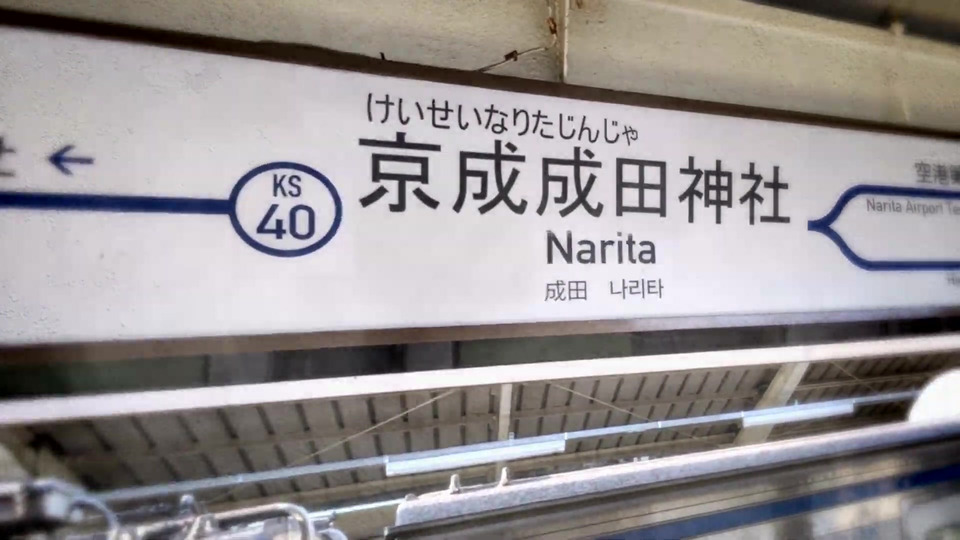 けいせいなりたじんじゃ
← KS 40 京成成田神社
Narita
成田 나리타
空港
Narita Airport